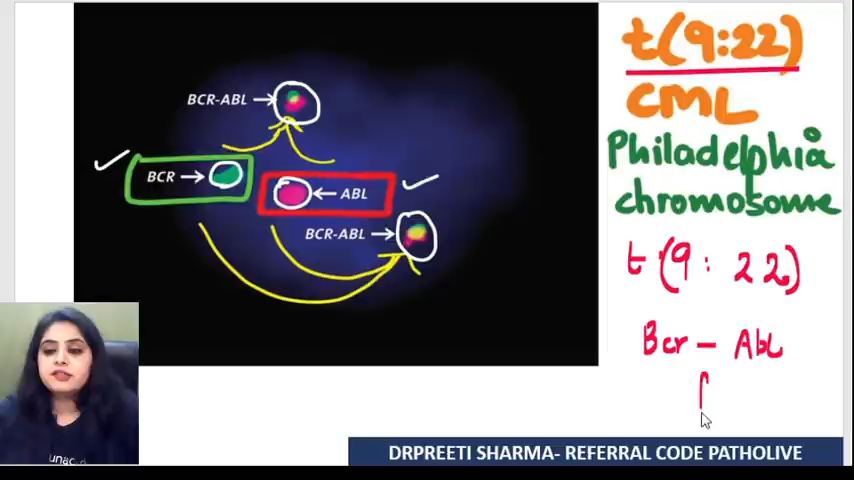 BCR-ABL
BCR
ABL
BCR-ABL
t(9:22)
CML
Philadelphia
chromosome
t(9: 22)
Bcr - Abl
DRPREETI SHARMA- REFERRAL CODE PATHOLIVE